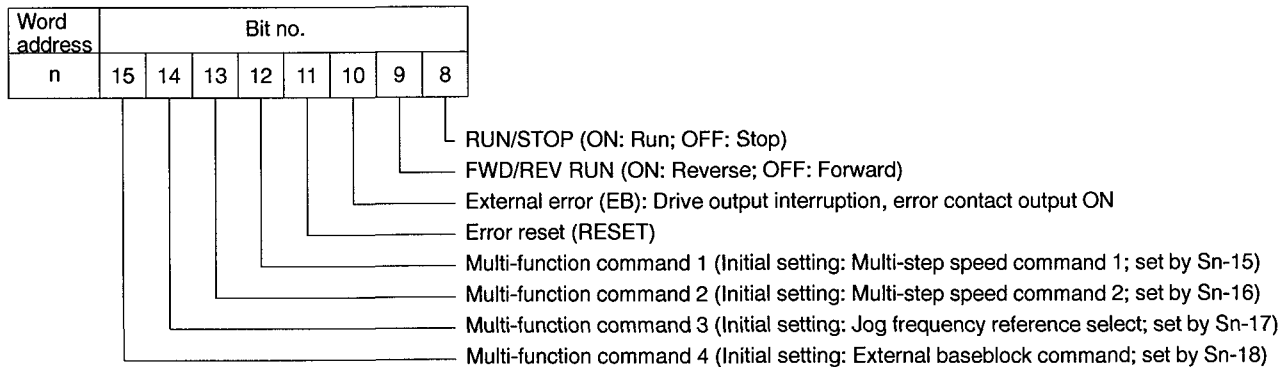 Word address Bit no.
n 15 14 13 12 11 10 9 8
RUN/STOP (ON: Run; OFF: Stop)
FWD/REV RUN (ON: Reverse; OFF: Forward)
External error (EB): Drive output interruption, error contact output ON
Error reset (RESET)
Multi-function command 1 (Initial setting: Multi-step speed command 1; set by Sn-15)
Multi-function command 2 (Initial setting: Multi-step speed command 2; set by Sn-16)
Multi-function command 3 (Initial setting: Jog frequency reference select; set by Sn-17)
Multi-function command 4 (Initial setting: External baseblock command; set by Sn-18)